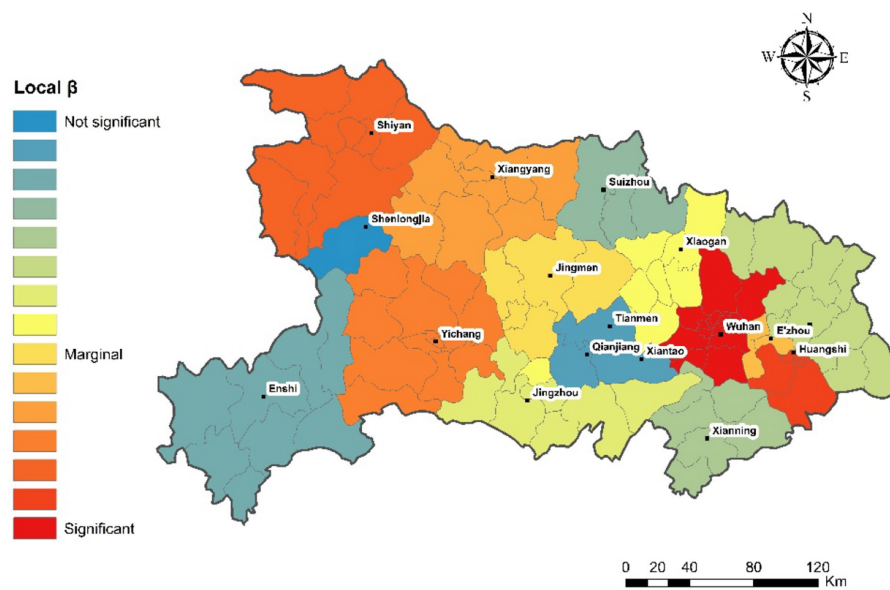 N
W E
S
Local β
Not significant
Marginal
Significant
Shiyan
Xiangyang
Suizhou
Shenlongjia
Xiaogan
Jingmen
Tianmen
Wuhan
E'zhou
Yichang
Qianjiang
Xiantao
Huangshi
Enshi
Jingzhou
Xianning
0 20 40 60 80 120
Km